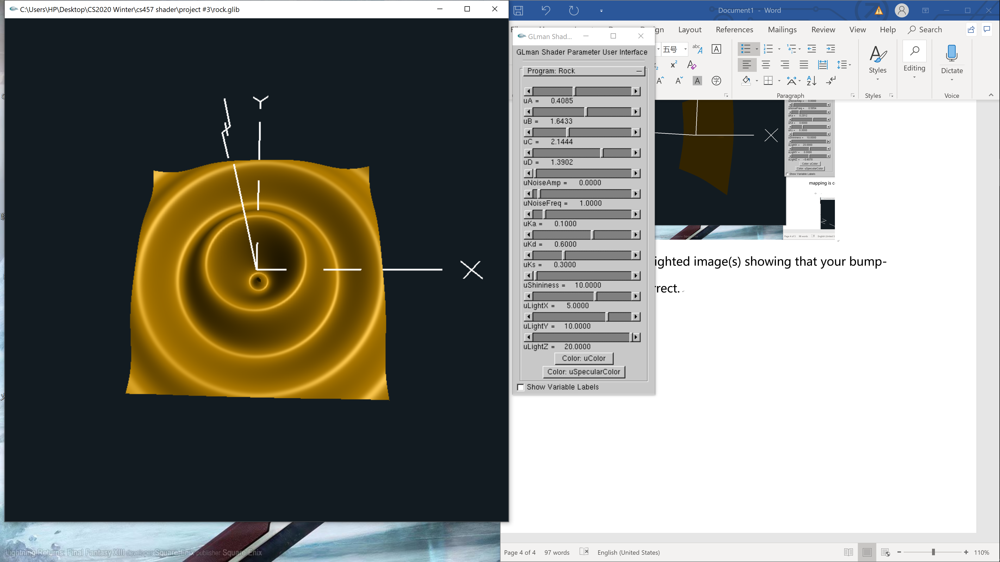 C:\Users\HP\Desktop\CS2020 Winter\cs457 shader\project #3\rock.glib
Y
X
Lightning Returns: Final Fantasy XIII developer Square Enix publisher Square Enix
GLman Shad...
GLman Shader Parameter User Interface
Program: Rock
uA = 0.4085
uB = 1.6433
uC = 2.1444
uD = 1.3902
uNoiseAmp = 0.0000
uNoiseFreq = 1.0000
uKa = 0.1000
uKd = 0.6000
uKs = 0.3000
uShininess = 10.0000
uLightX = 5.0000
uLightY = 10.0000
uLightZ = 20.0000
Color: uColor
Color: uSpecularColor
Show Variable Labels
Document1 - Word
Layout References Mailings Review View Help Search
五号
abc A A
x² A
A A A 字
Styles
Editing
Dictate
Paragraph
Styles
Voice
X
uNoiseAmp = 0.0000
uNoiseFreq = 0.5854
uKa = 0.2012
uKd = 0.6000
uKs = 0.3000
uShininess = 10.0000
uLightX = 20.0000
uLightY = 0.0000
uLightZ = -0.4878
Color: uColor
Color: uSpecularColor
Show Variable Labels
mapping is c
Page 4 of 5 98 words English (United S
ighted image(s) showing that your bump-
rrect.
Page 4 of 4 97 words English (United States) 110%